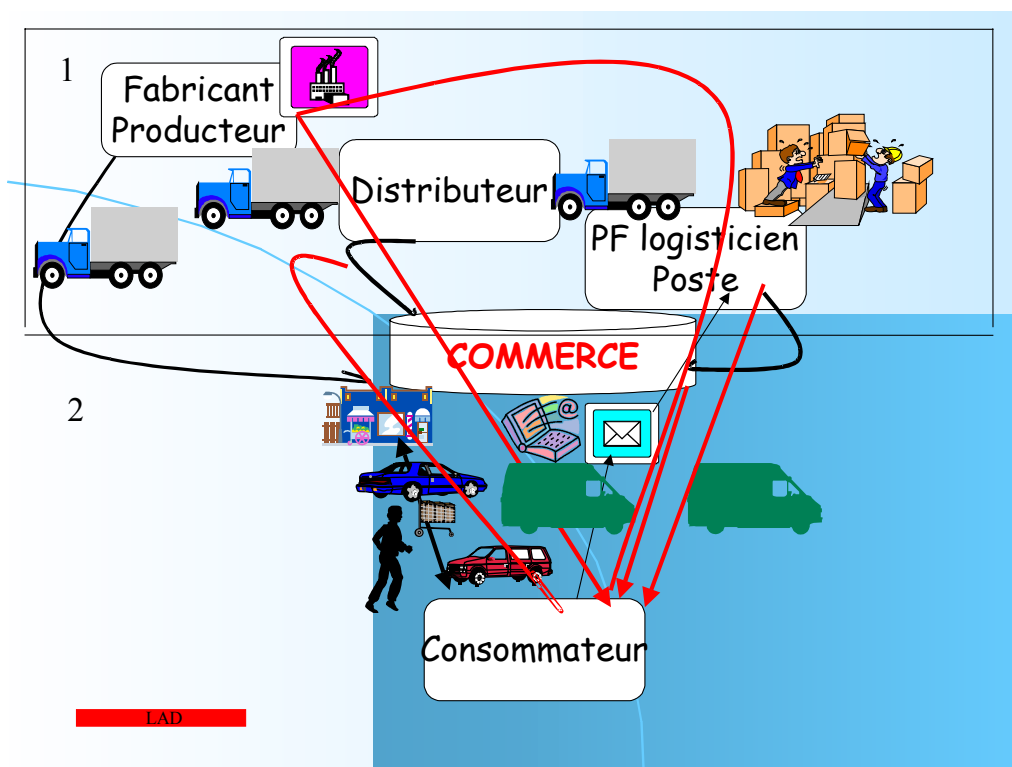 1
Fabricant
Producteur
Distributeur
PF logisticien
Poste
COMMERCE
2
@
Consommateur
LAD